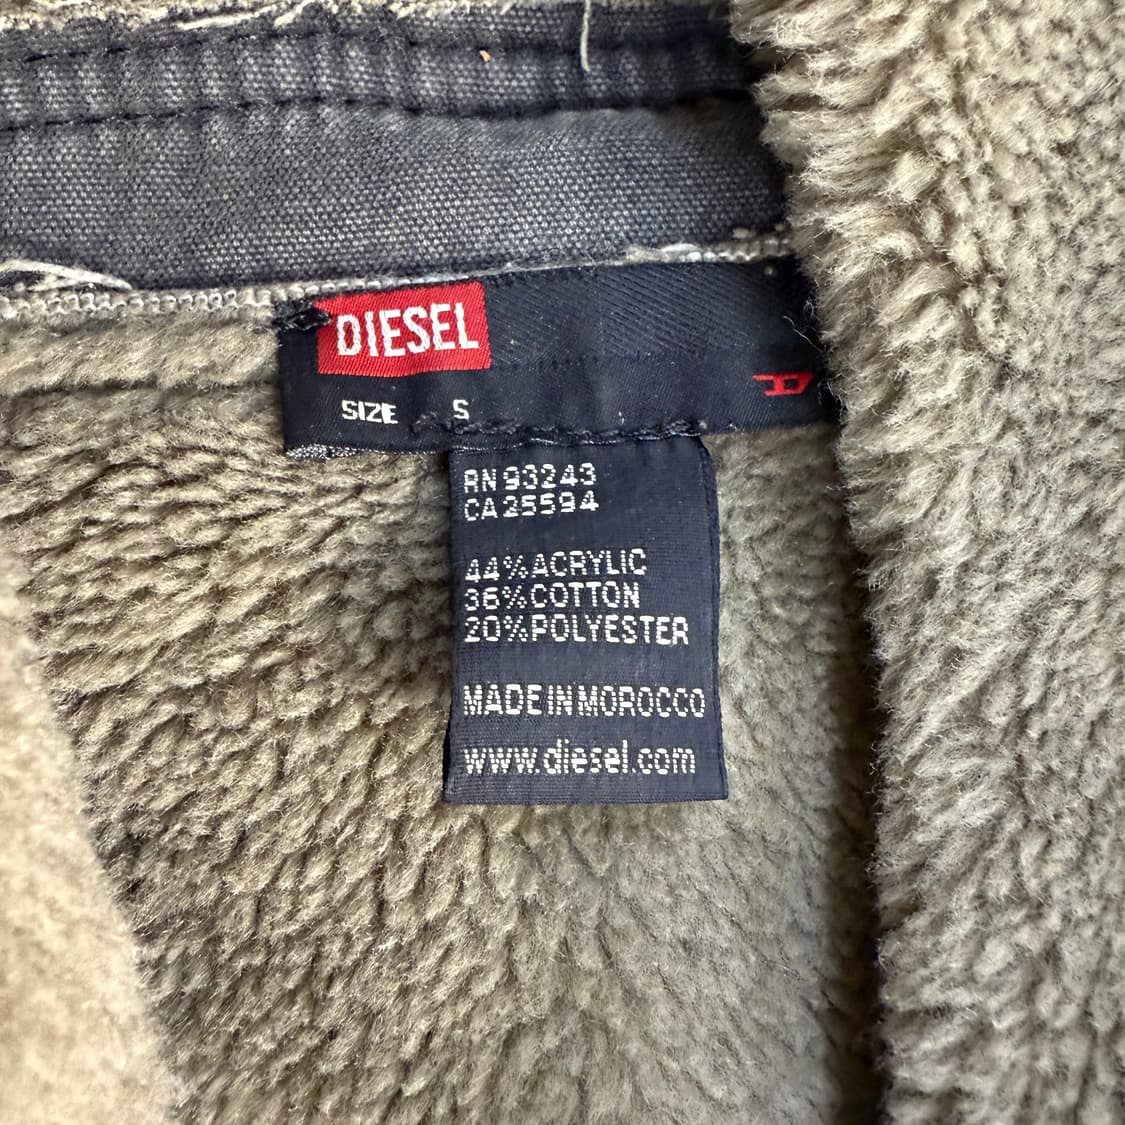 DIESEL
SIZE S
RN 93243
CA 25594
44% ACRYLIC
36% COTTON
20% POLYESTER
MADE IN MOROCCO
www.diesel.com